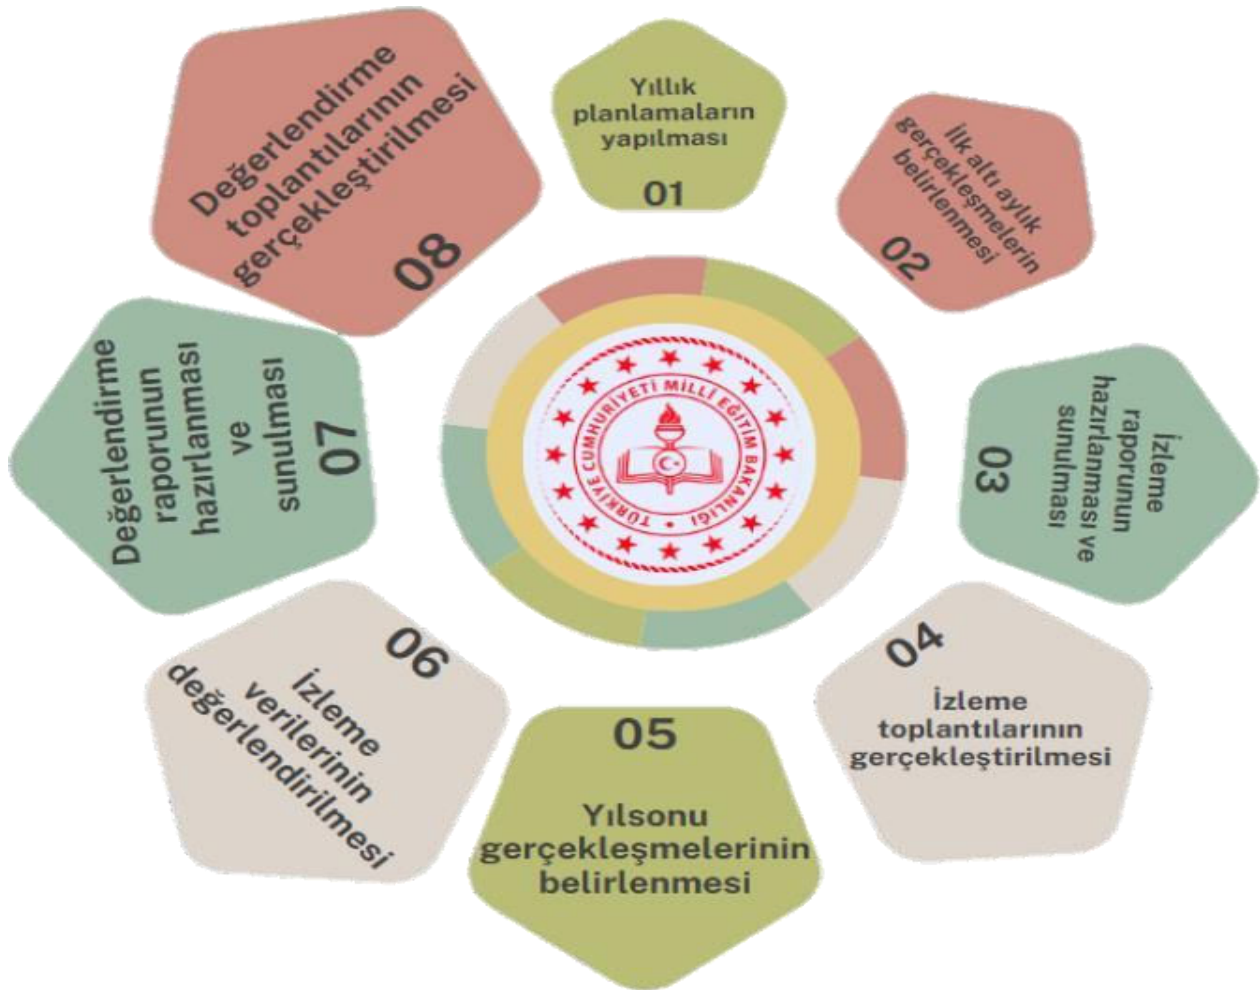 Yıllık
planlamaların
yapılması
01
İlk altı aylık
gerçekleşmelerin
belirlenmesi
02
İzleme
raporunun
hazırlanması ve
sunulması
03
04
İzleme
toplantılarının
gerçekleştirilmesi
05
Yılsonu
gerçekleşmelerinin
belirlenmesi
06
İzleme
verilerinin
değerlendirilmesi
Değerlendirme
raporunun
hazırlanması
ve
sunulması
07
Değerlendirme
toplantılarının
gerçekleştirilmesi
08
TÜRKİYE CUMHURİYETİ MİLLİ EĞİTİM BAKANLIĞI